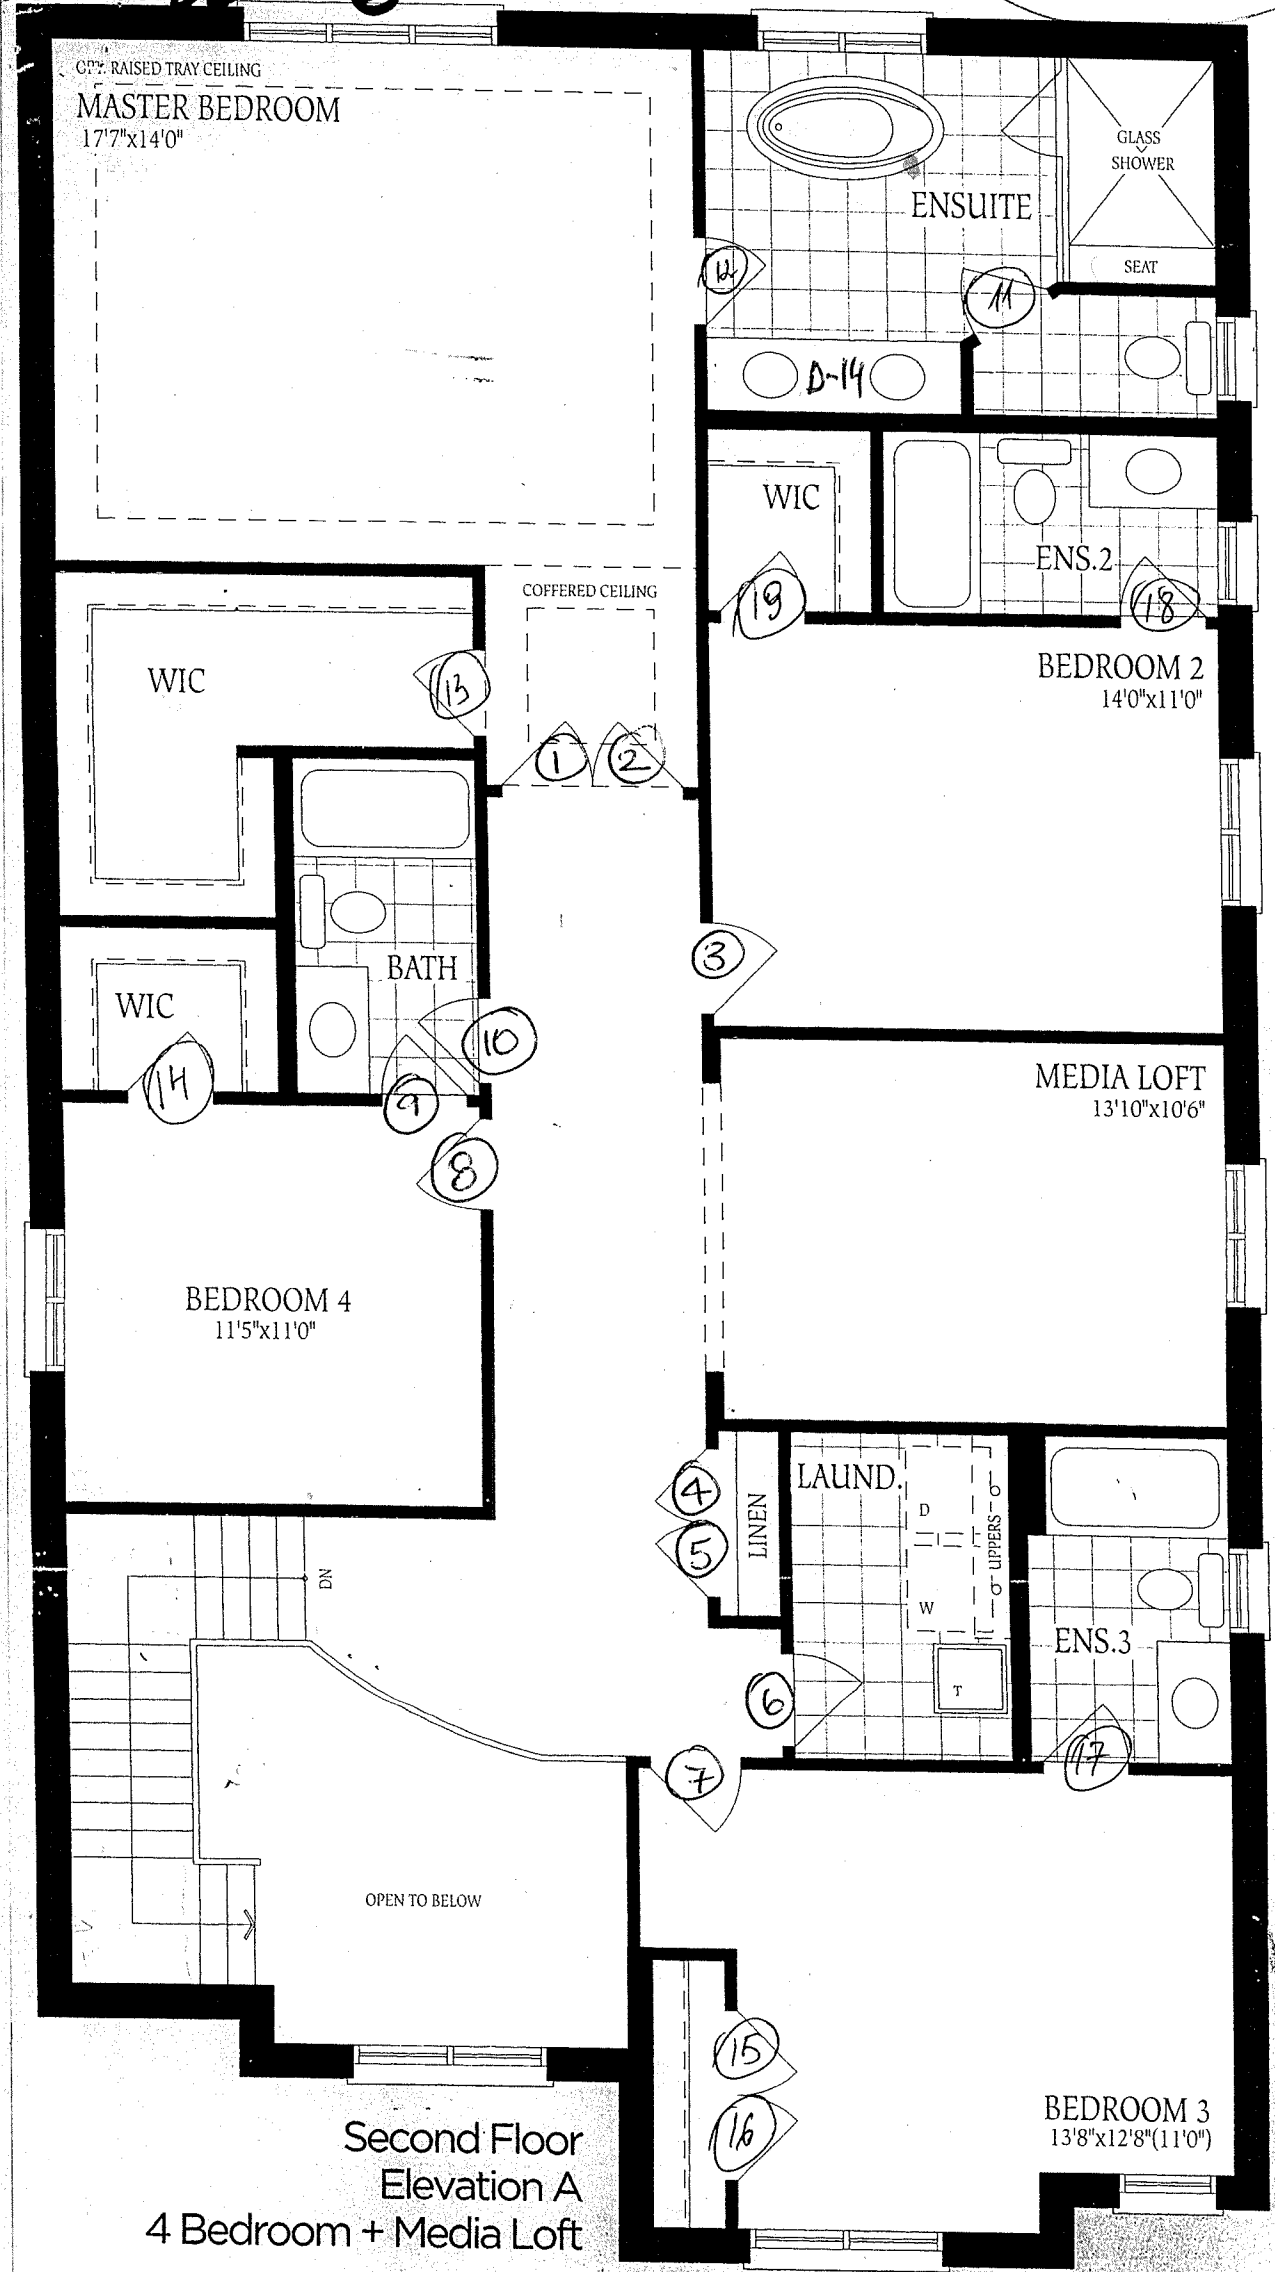 OPT. RAISED TRAY CEILING
MASTER BEDROOM
17'7"x14'0"
GLASS
SHOWER
ENSUITE
SEAT
12
11
D-14
WIC
ENS.2
COFFERED CEILING
19
18
WIC
13
BEDROOM 2
14'0"x11'0"
1
2
3
BATH
WIC
10
14
9
MEDIA LOFT
13'10"x10'6"
8
BEDROOM 4
11'5"x11'0"
4
5
LINEN
LAUND.
D
W
UPPERS
T
DN
ENS.3
6
7
17
OPEN TO BELOW
15
16
BEDROOM 3
13'8"x12'8"(11'0")
Second Floor
Elevation A
4 Bedroom + Media Loft